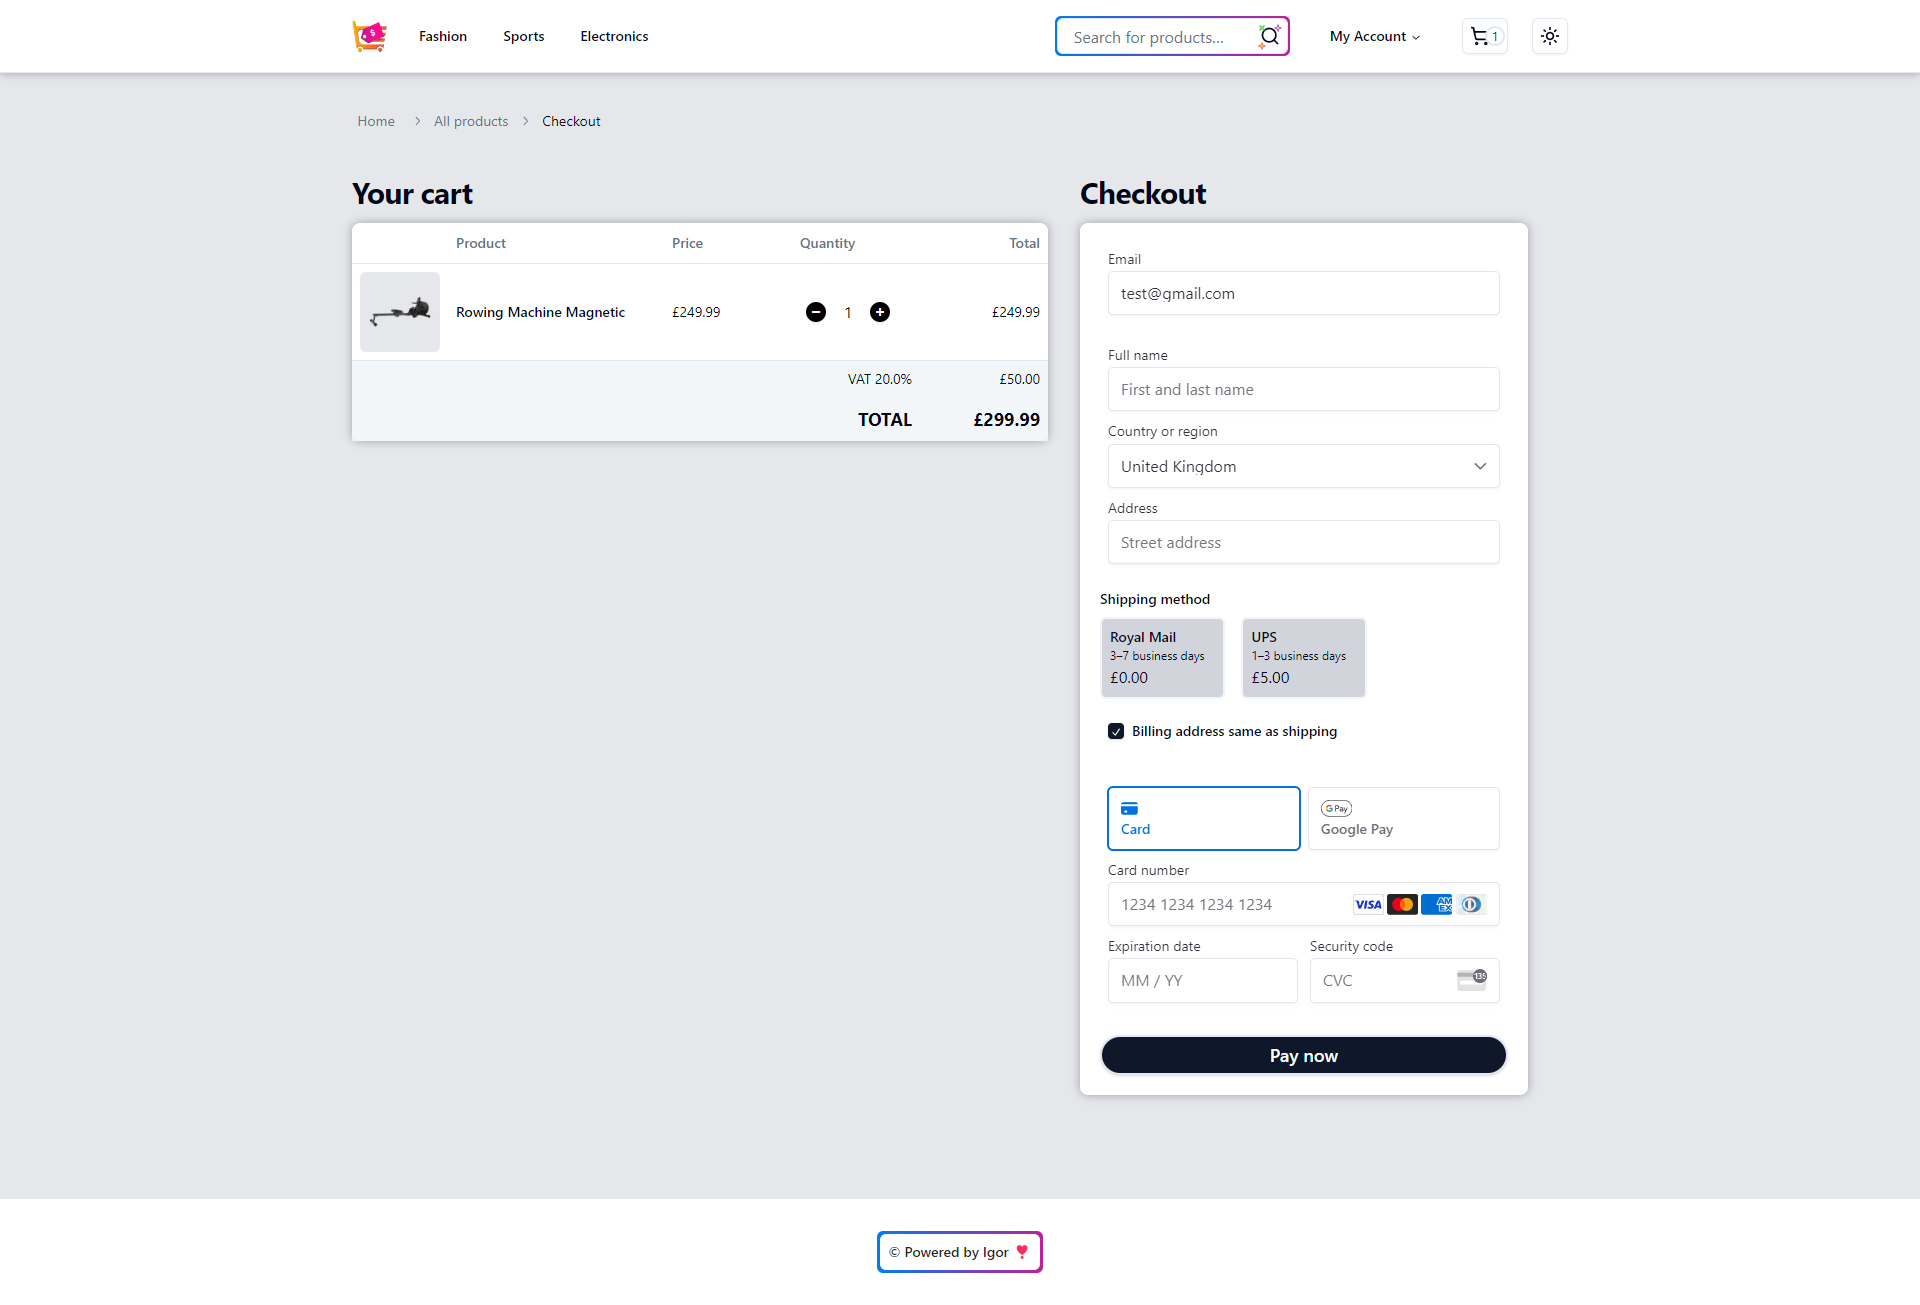 Fashion
Sports
Electronics
Search for products...
My Account
1
Home
All products
Checkout
Your cart
Product Price Quantity Total
Rowing Machine Magnetic £249.99 1 £249.99
VAT 20.0% £50.00
TOTAL £299.99
Checkout
Email
test@gmail.com
Full name
First and last name
Country or region
United Kingdom
Address
Street address
Shipping method
Royal Mail
3–7 business days
£0.00
UPS
1–3 business days
£5.00
Billing address same as shipping
Card
G Pay
Google Pay
Card number
1234 1234 1234 1234
VISA
AM
EX
Expiration date
MM / YY
Security code
CVC
135
Pay now
© Powered by Igor